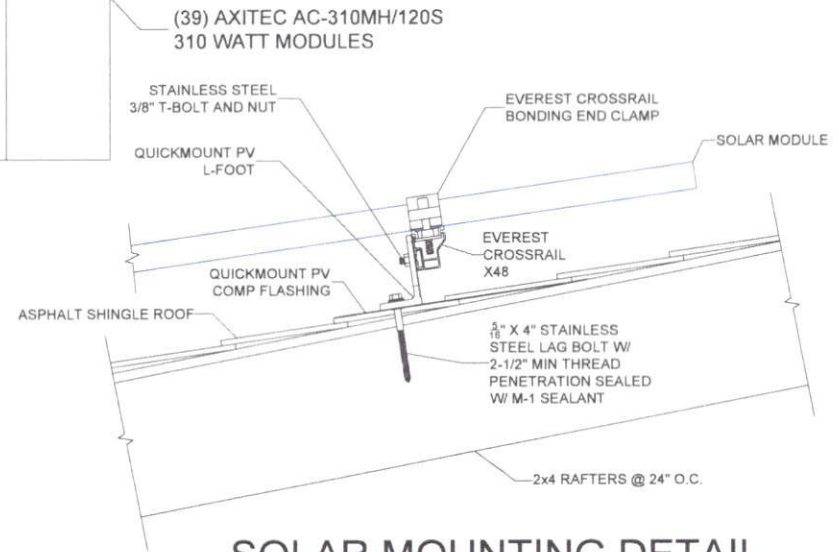 (39) AXITEC AC-310MH/120S
310 WATT MODULES
STAINLESS STEEL
3/8" T-BOLT AND NUT
EVEREST CROSSRAIL
BONDING END CLAMP
SOLAR MODULE
QUICKMOUNT PV
L-FOOT
EVEREST
CROSSRAIL
X48
QUICKMOUNT PV
COMP FLASHING
ASPHALT SHINGLE ROOF
5/16" X 4" STAINLESS
STEEL LAG BOLT W/
2-1/2" MIN THREAD
PENETRATION SEALED
W/ M-1 SEALANT
2x4 RAFTERS @ 24" O.C.
SOLAR MOUNTING DETAIL